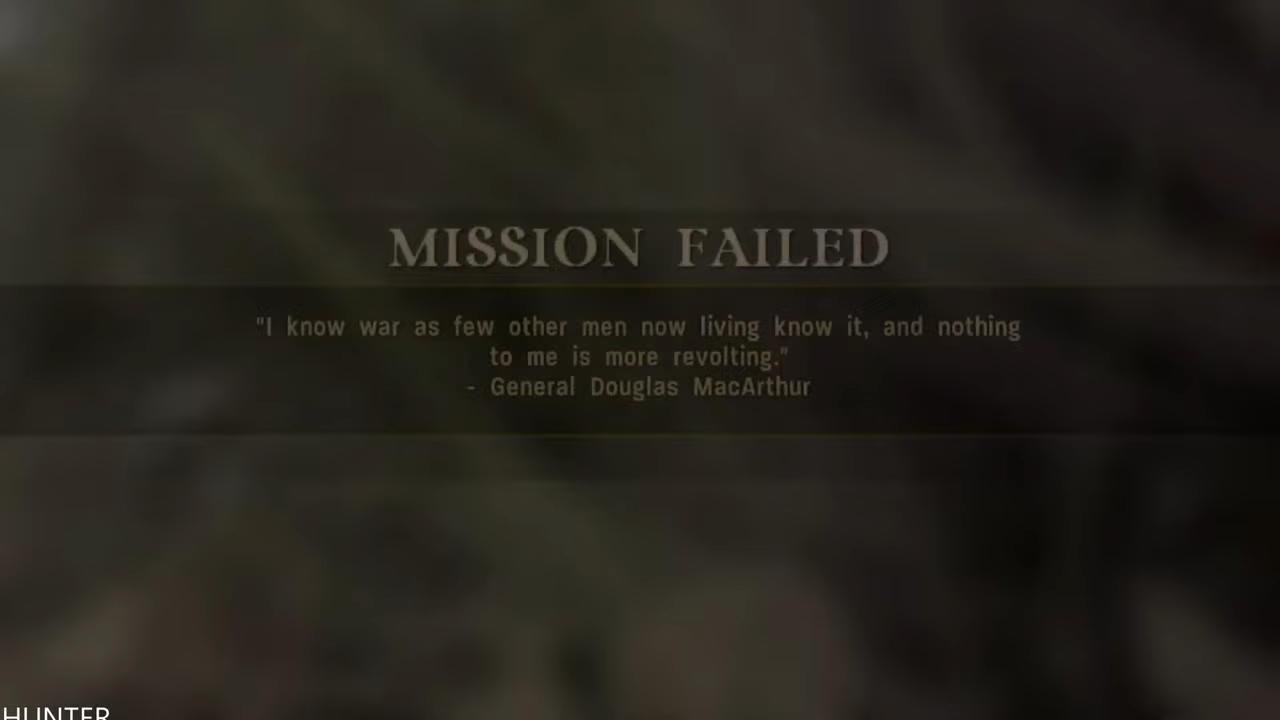 MISSION FAILED
"I know war as few other men now living know it, and nothing
to me is more revolting."
- General Douglas MacArthur
HUNTER